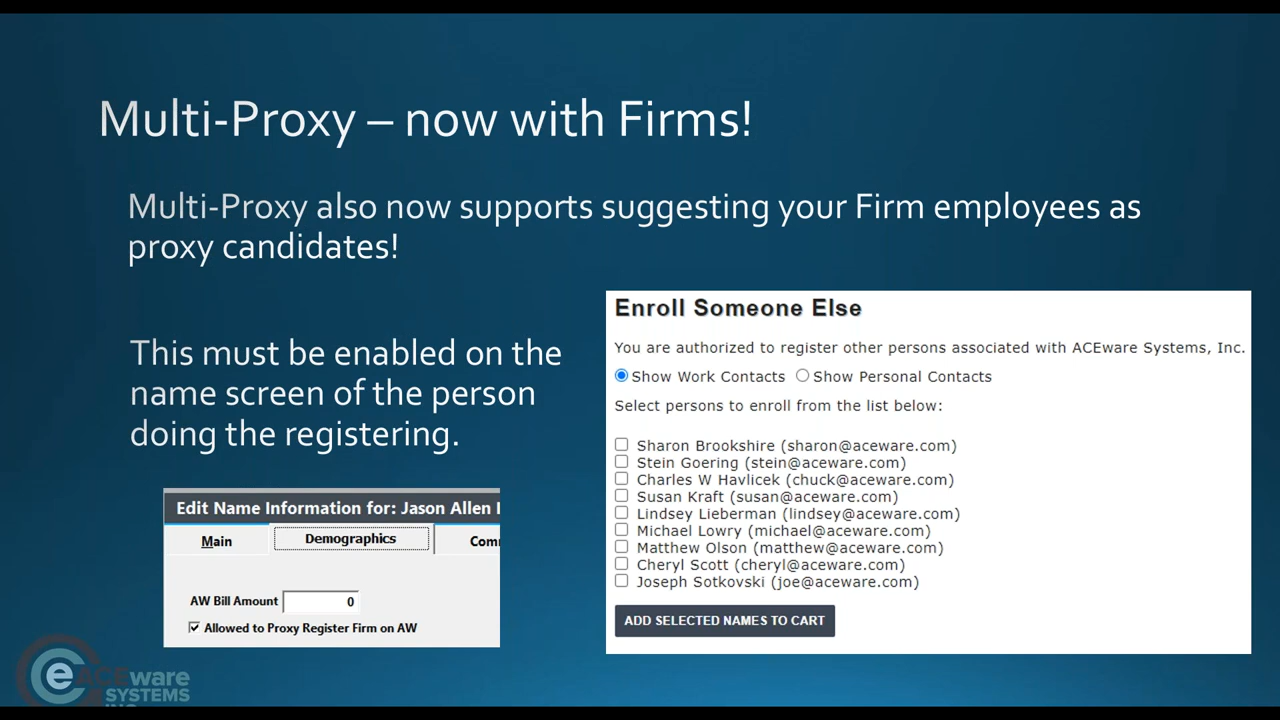 Multi-Proxy – now with Firms!
Multi-Proxy also now supports suggesting your Firm employees as
proxy candidates!
This must be enabled on the
name screen of the person
doing the registering.
Edit Name Information for: Jason Allen
Main
Demographics
Com
AW Bill Amount
0
Allowed to Proxy Register Firm on AW
Enroll Someone Else
You are authorized to register other persons associated with ACEware Systems, Inc.
Show Work Contacts
Show Personal Contacts
Select persons to enroll from the list below:
Sharon Brookshire (sharon@aceware.com)
Stein Goering (stein@aceware.com)
Charles W Havlicek (chuck@aceware.com)
Susan Kraft (susan@aceware.com)
Lindsey Lieberman (lindsey@aceware.com)
Michael Lowry (michael@aceware.com)
Matthew Olson (matthew@aceware.com)
Cheryl Scott (cheryl@aceware.com)
Joseph Sotkovski (joe@aceware.com)
ADD SELECTED NAMES TO CART
e ACEware
SYSTEMS
INC